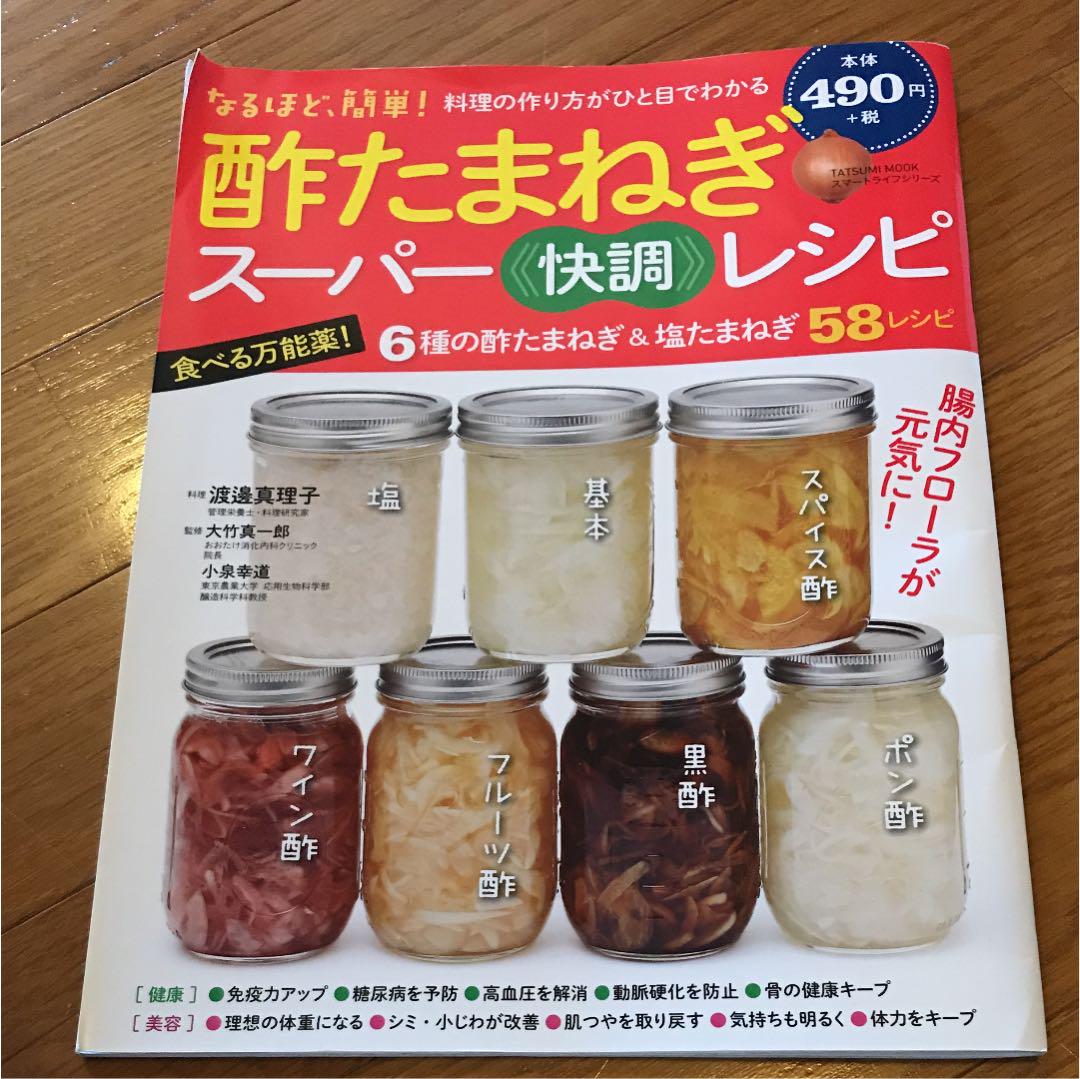 なるほど、簡単!
料理の作り方がひと目でわかる
本体
490円
+税
酢たまねぎ
TATSUMI MOOK
スマートライフシリーズ
スーパー《快調》レシピ
食べる万能薬!
6種の酢たまねぎ&塩たまねぎ58レシピ
腸内フローラが
元気に!
料理 渡邉真理子
管理栄養士・料理研究家
監修 大竹真一郎
おおたけ消化内科クリニック
院長
小泉幸道
東京農業大学 応用生物科学部
醸造科学科教授
塩
基本
スパイス酢
ワイン酢
フルーツ酢
黒酢
ポン酢
[健康] ●免疫力アップ ●糖尿病を予防 ●高血圧を解消 ●動脈硬化を防止 ●骨の健康キープ
[美容] ●理想の体重になる ●シミ・小じわが改善 ●肌つやを取り戻す ●気持ちも明るく ●体力をキープ